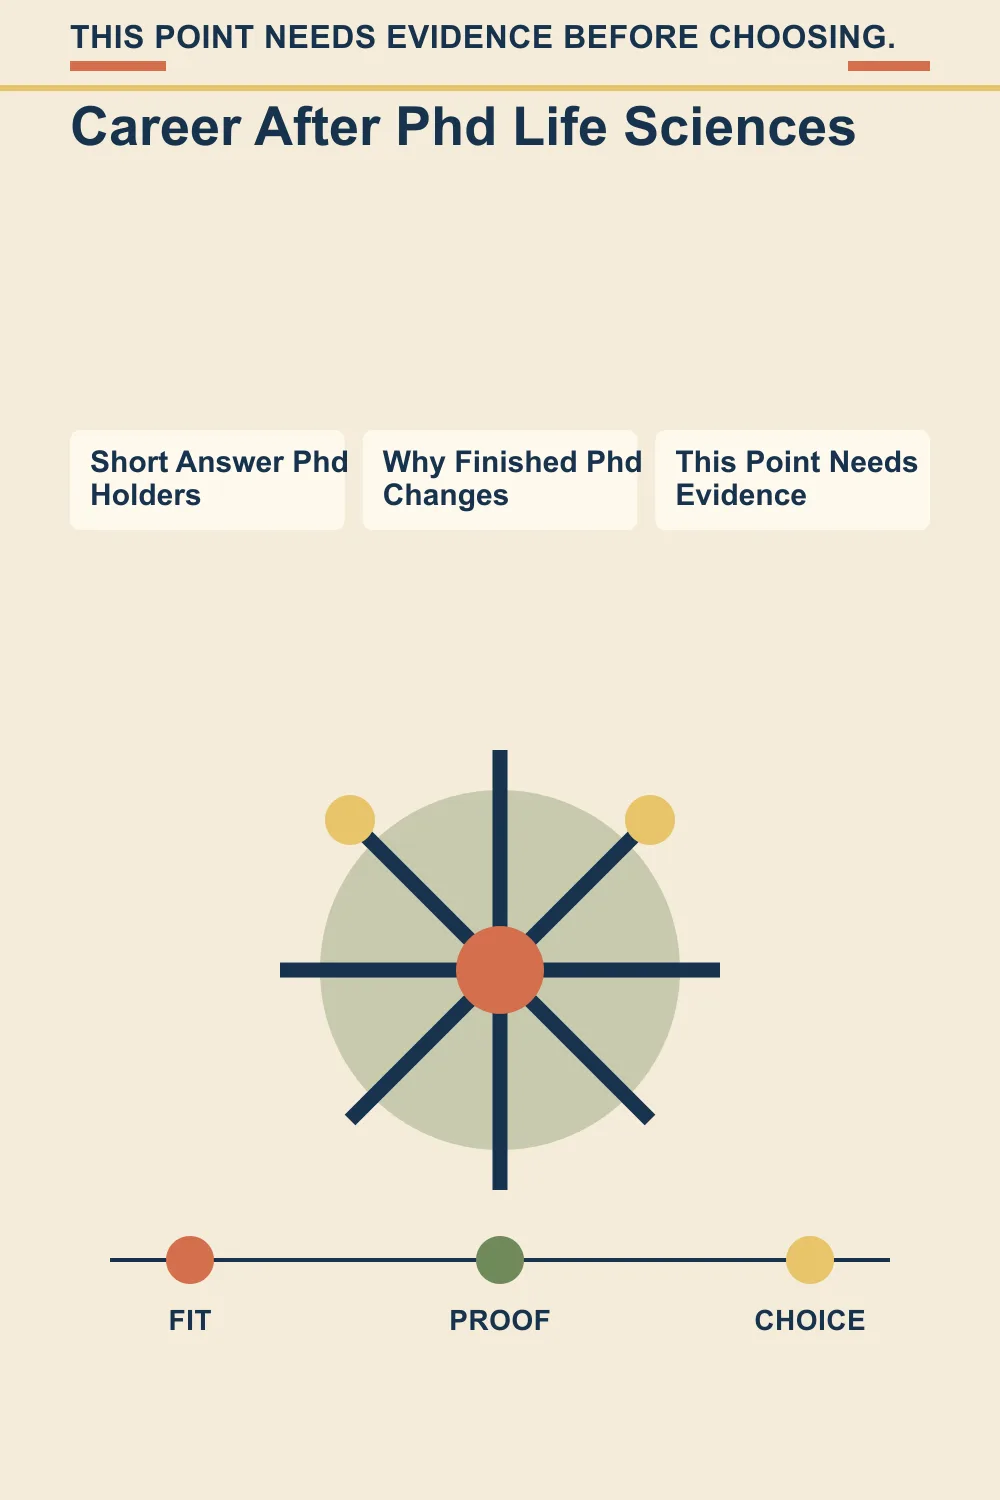 THIS POINT NEEDS EVIDENCE BEFORE CHOOSING.
Career After Phd Life Sciences
Short Answer Phd
Holders
Why Finished Phd
Changes
This Point Needs
Evidence
FIT
PROOF
CHOICE